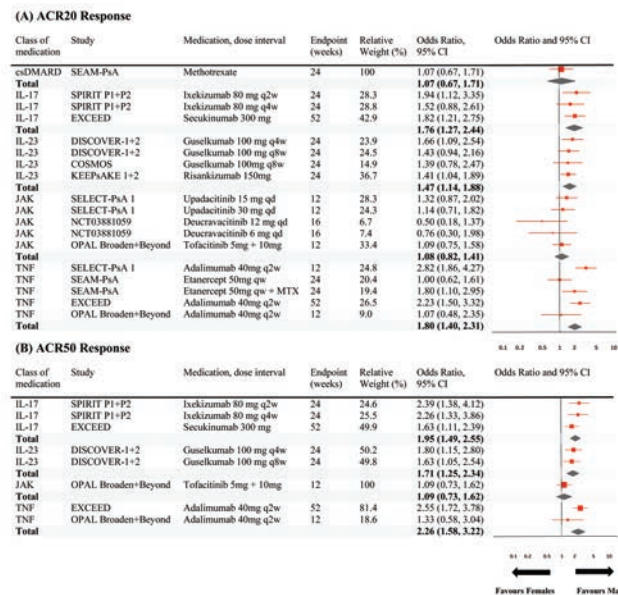 (A) ACR20 Response
Class of medication Study Medication, dose interval Endpoint (weeks) Relative Weight (%) Odds Ratio, 95% CI Odds Ratio and 95% CI
csDMARD SEAM-PsA Methotrexate 24 100 1.07 (0.67, 1.71)
Total 1.07 (0.67, 1.71)
IL-17 SPIRIT P1+P2 Ixekizumab 80 mg q2w 24 28.3 1.94 (1.12, 3.35)
IL-17 SPIRIT P1+P2 Ixekizumab 80 mg q4w 24 28.8 1.52 (0.88, 2.61)
IL-17 EXCEED Secukinumab 300 mg 52 42.9 1.82 (1.21, 2.75)
Total 1.76 (1.27, 2.44)
IL-23 DISCOVER-1+2 Guselkumab 100 mg q4w 24 23.9 1.66 (1.09, 2.54)
IL-23 DISCOVER-1+2 Guselkumab 100 mg q8w 24 24.5 1.43 (0.94, 2.16)
IL-23 COSMOS Guselkumab 100mg q8w 24 14.9 1.39 (0.78, 2.47)
IL-23 KEEPsAKE 1+2 Risankizumab 150mg 24 36.7 1.41 (1.04, 1.89)
Total 1.47 (1.14, 1.88)
JAK SELECT-PsA 1 Upadacitinib 15 mg qd 12 28.3 1.32 (0.87, 2.02)
JAK SELECT-PsA 1 Upadacitinib 30 mg qd 12 24.3 1.14 (0.71, 1.82)
JAK NCT03881059 Deucravacitinib 12 mg qd 16 6.7 0.50 (0.18, 1.37)
JAK NCT03881059 Deucravacitinib 6 mg qd 16 7.4 0.76 (0.30, 1.98)
JAK OPAL Broaden+Beyond Tofacitinib 5mg + 10mg 12 33.4 1.09 (0.75, 1.58)
Total 1.08 (0.82, 1.41)
TNF SELECT-PsA 1 Adalimumab 40mg q2w 12 24.8 2.82 (1.86, 4.27)
TNF SEAM-PsA Etanercept 50mg qw 24 20.4 1.00 (0.62, 1.61)
TNF SEAM-PsA Etanercept 50mg qw + MTX 24 19.4 1.80 (1.10, 2.95)
TNF EXCEED Adalimumab 40mg q2w 52 26.5 2.23 (1.50, 3.32)
TNF OPAL Broaden+Beyond Adalimumab 40mg q2w 12 9.0 1.07 (0.48, 2.35)
Total 1.80 (1.40, 2.31)
0.1 0.2 0.5 1 2 5 10
(B) ACR50 Response
Class of medication Study Medication, dose interval Endpoint (weeks) Relative Weight (%) Odds Ratio, 95% CI Odds Ratio and 95% CI
IL-17 SPIRIT P1+P2 Ixekizumab 80 mg q2w 24 24.6 2.39 (1.38, 4.12)
IL-17 SPIRIT P1+P2 Ixekizumab 80 mg q4w 24 25.5 2.26 (1.33, 3.86)
IL-17 EXCEED Secukinumab 300 mg 52 49.9 1.63 (1.11, 2.39)
Total 1.95 (1.49, 2.55)
IL-23 DISCOVER-1+2 Guselkumab 100 mg q4w 24 50.2 1.80 (1.15, 2.80)
IL-23 DISCOVER-1+2 Guselkumab 100 mg q8w 24 49.8 1.63 (1.05, 2.54)
Total 1.71 (1.25, 2.34)
JAK OPAL Broaden+Beyond Tofacitinib 5mg + 10mg 12 100 1.09 (0.73, 1.62)
Total 1.09 (0.73, 1.62)
TNF EXCEED Adalimumab 40mg q2w 52 81.4 2.55 (1.72, 3.78)
TNF OPAL Broaden+Beyond Adalimumab 40mg q2w 12 18.6 1.33 (0.58, 3.04)
Total 2.26 (1.58, 3.22)
0.1 0.2 0.5 1 2 5 10
Favours Females Favours Ma